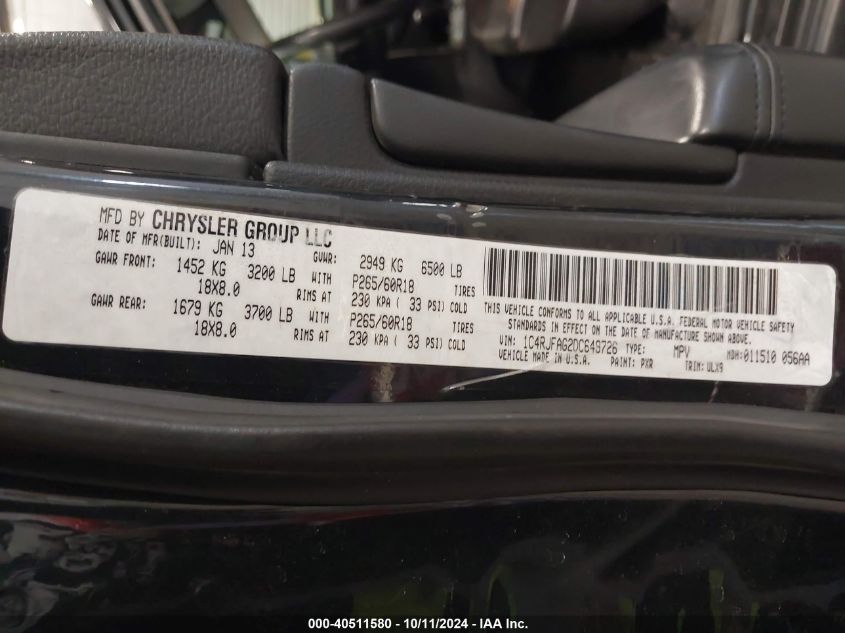 MFD BY CHRYSLER GROUP LLC
DATE OF MFR(BUILT): JAN 13 GVWR: 2949 KG 6500 LB
GAWR FRONT: 1452 KG 3200 LB WITH P265/60R18 TIRES
18X8.0 RIMS AT 230 KPA ( 33 PSI) COLD
GAWR REAR: 1679 KG 3700 LB WITH P265/60R18 TIRES
18X8.0 RIMS AT 230 KPA ( 33 PSI) COLD
THIS VEHICLE CONFORMS TO ALL APPLICABLE U.S.A. FEDERAL MOTOR VEHICLE SAFETY
STANDARDS IN EFFECT ON THE DATE OF MANUFACTURE SHOWN ABOVE.
VIN: 1C4RJFAG2DC649726 TYPE: MPV MDH: 011510 056AA
VEHICLE MADE IN U.S.A. PAINT: PXR TRIM: ULX9
000-40511580 - 10/11/2024 - IAA Inc.